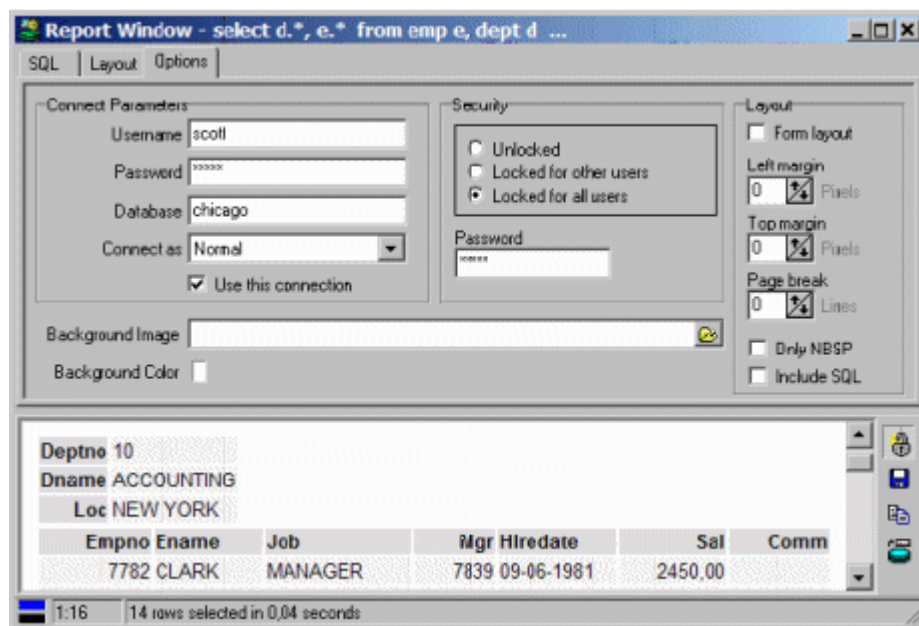 Report Window - select d.*, e.* from emp e, dept d ...
SQL Layout Options
Connect Parameters
Username scott
Password *****
Database chicago
Connect as Normal
Use this connection
Security
Unlocked
Locked for other users
Locked for all users
Password
******
Layout
Form layout
Left margin
0 Pixels
Top margin
0 Pixels
Page break
0 Lines
Only NBSP
Include SQL
Background Image
Background Color
Deptno 10
Dname ACCOUNTING
Loc NEW YORK
Empno Ename Job Mgr Hiredate Sal Comm
7782 CLARK MANAGER 7839 09-06-1981 2450,00
1:16 14 rows selected in 0,04 seconds